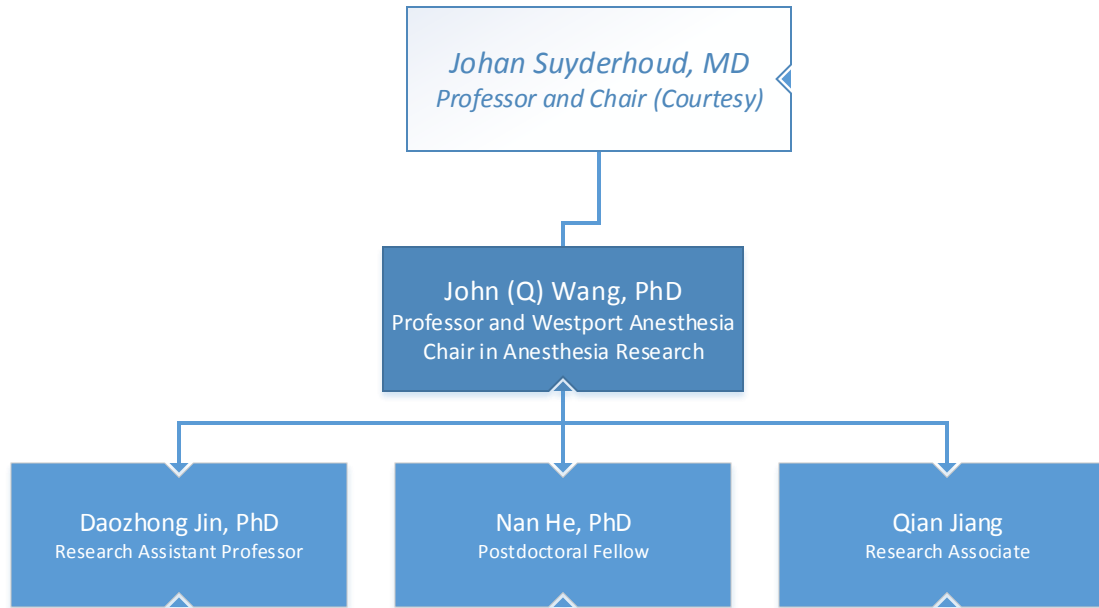 Johan Suyderhoud, MD
Professor and Chair (Courtesy)
John (Q) Wang, PhD
Professor and Westport Anesthesia
Chair in Anesthesia Research
Daozhong Jin, PhD
Research Assistant Professor
Nan He, PhD
Postdoctoral Fellow
Qian Jiang
Research Associate